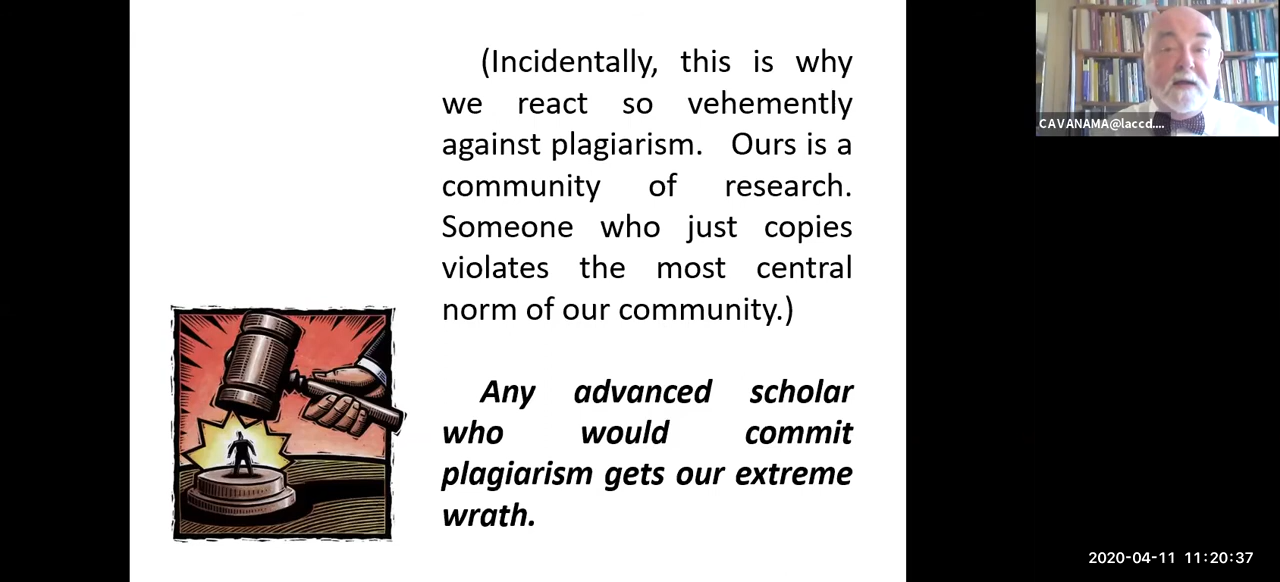 (Incidentally, this is why
we react so vehemently
against plagiarism. Ours is a
community of research.
Someone who just copies
violates the most central
norm of our community.)
Any advanced scholar
who would commit
plagiarism gets our extreme
wrath.
CAVANAMA@laccd....
2020-04-11 11:20:37